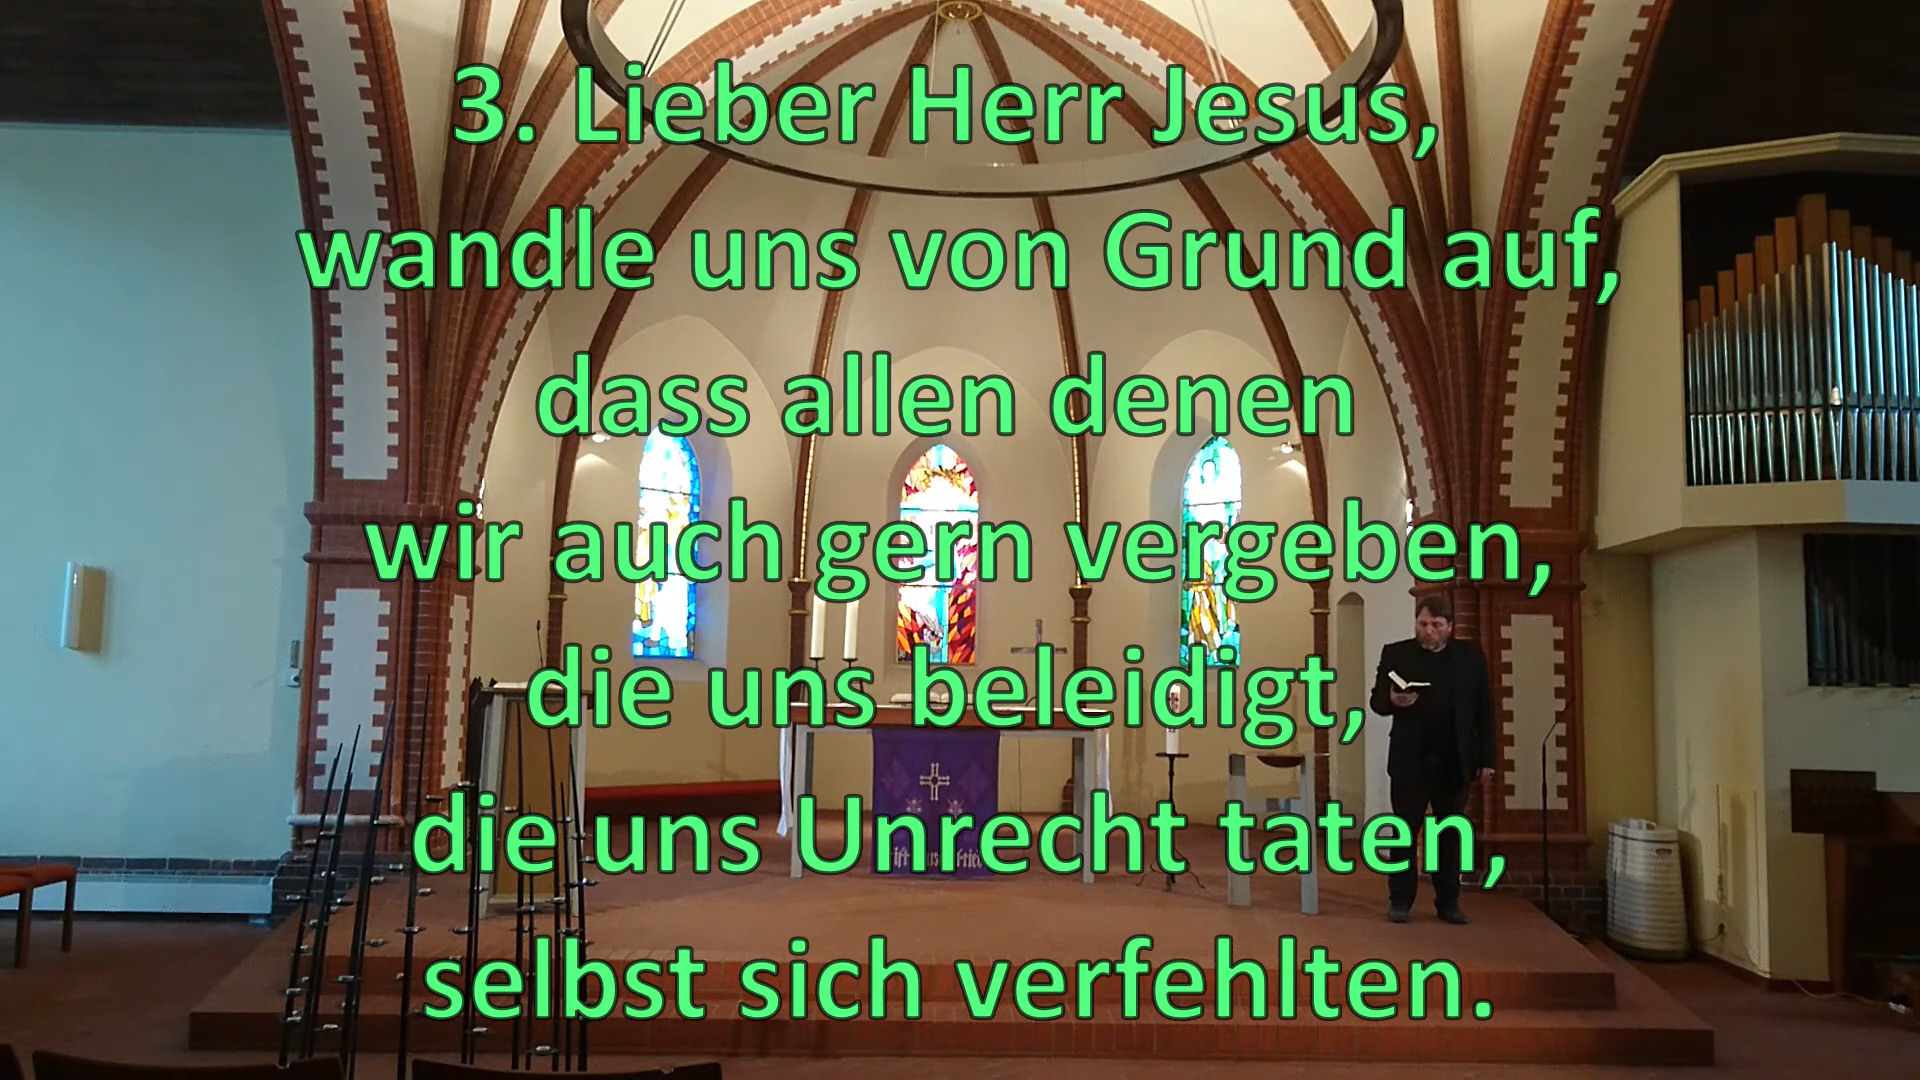 3. Lieber Herr Jesus,
wandle uns von Grund auf,
dass allen denen
wir auch gern vergeben,
die uns beleidigt,
die uns Unrecht taten,
selbst sich verfehlten.